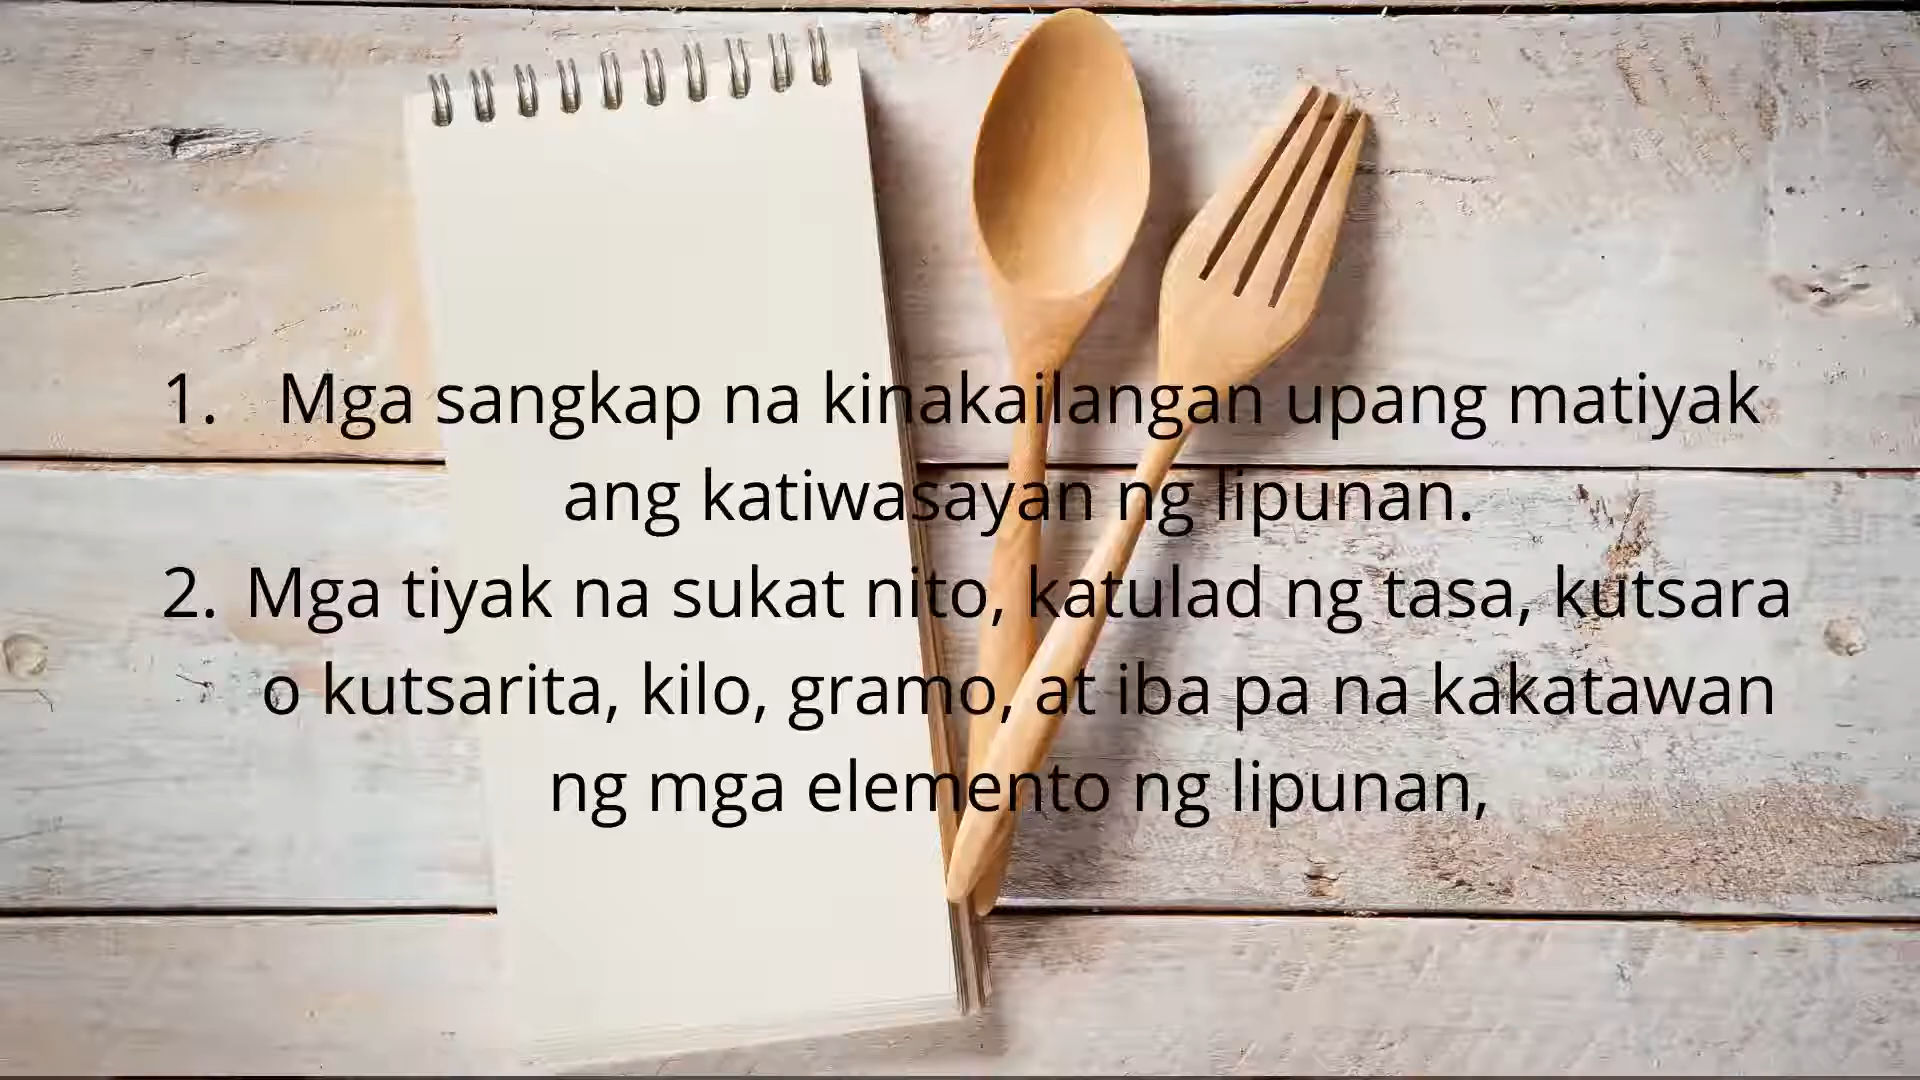 1. Mga sangkap na kinakailangan upang matiyak
ang katiwasayan ng lipunan.
2. Mga tiyak na sukat nito, katulad ng tasa, kutsara
o kutsarita, kilo, gramo, at iba pa na kakatawan
ng mga elemento ng lipunan,